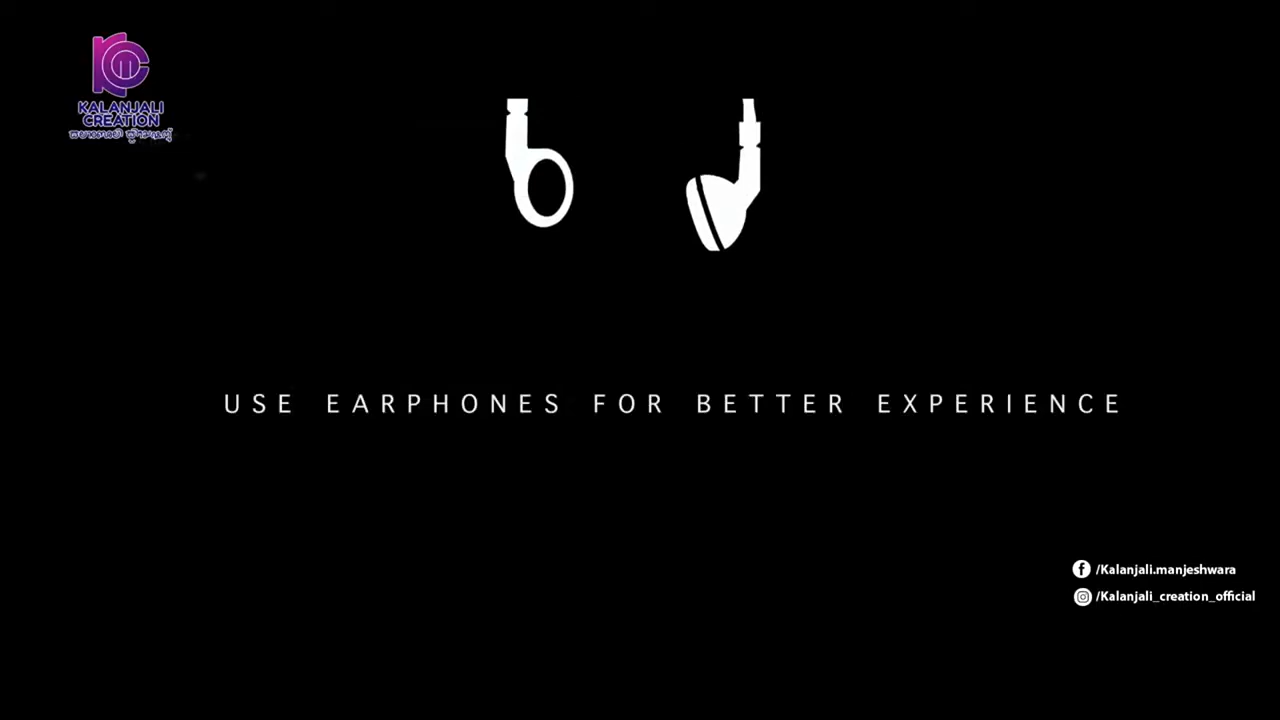 KALANJALI
CREATION
USE EARPHONES FOR BETTER EXPERIENCE
/Kalanjali.manjeshwara
/Kalanjali_creation_official